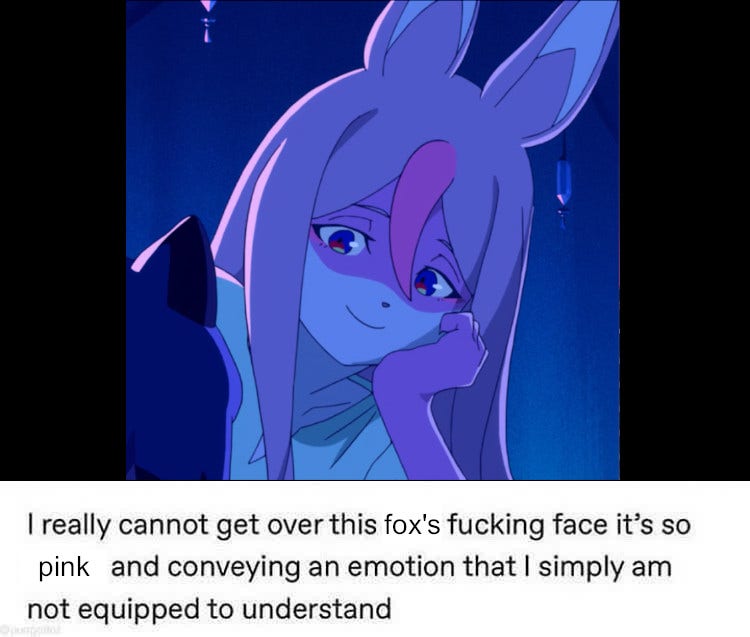 I really cannot get over this fox's fucking face it's so
pink and conveying an emotion that I simply am
not equipped to understand